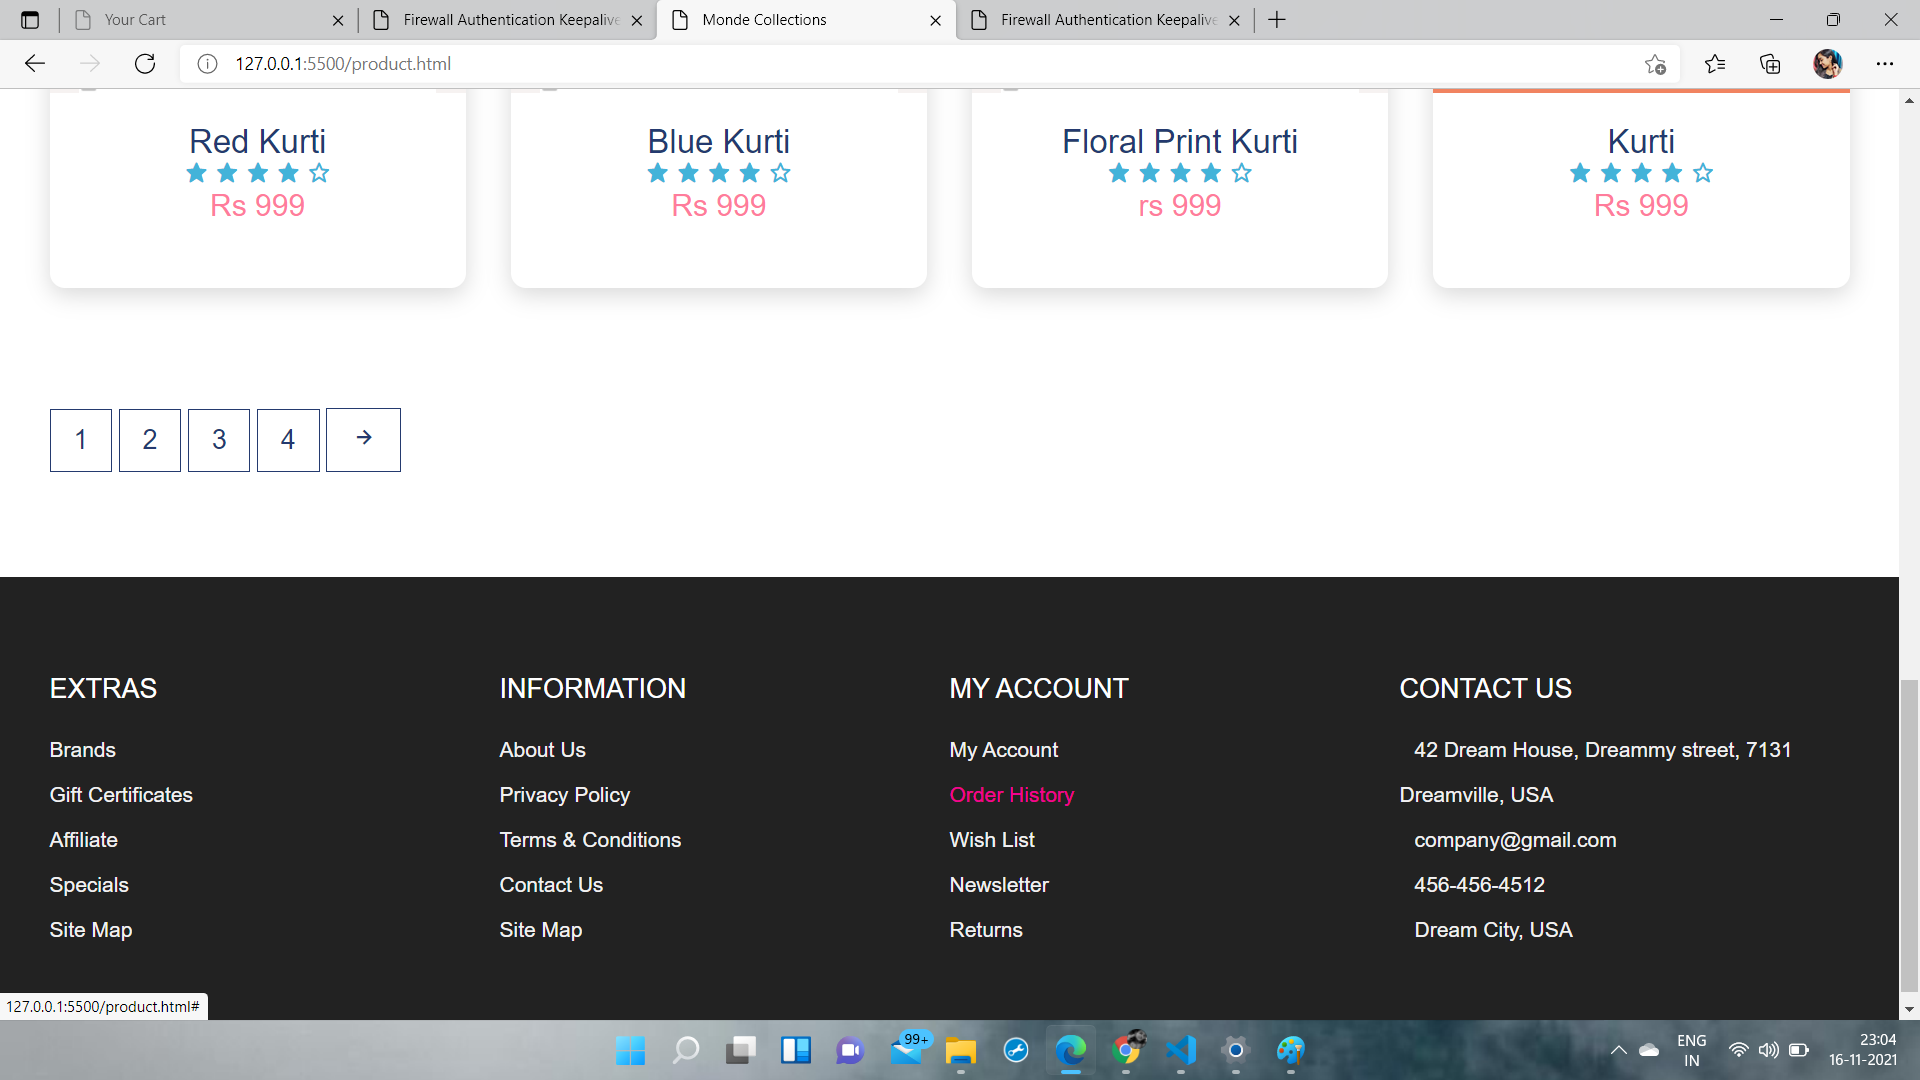 Your Cart
Firewall Authentication Keepalive
Monde Collections
Firewall Authentication Keepalive
127.0.0.1:5500/product.html
Red Kurti
Rs 999
Blue Kurti
Rs 999
Floral Print Kurti
rs 999
Kurti
Rs 999
1
2
3
4
EXTRAS
Brands
Gift Certificates
Affiliate
Specials
Site Map
INFORMATION
About Us
Privacy Policy
Terms & Conditions
Contact Us
Site Map
MY ACCOUNT
My Account
Order History
Wish List
Newsletter
Returns
CONTACT US
42 Dream House, Dreammy street, 7131
Dreamville, USA
company@gmail.com
456-456-4512
Dream City, USA
127.0.0.1:5500/product.html#
99+
ENG
IN
23:04
16-11-2021